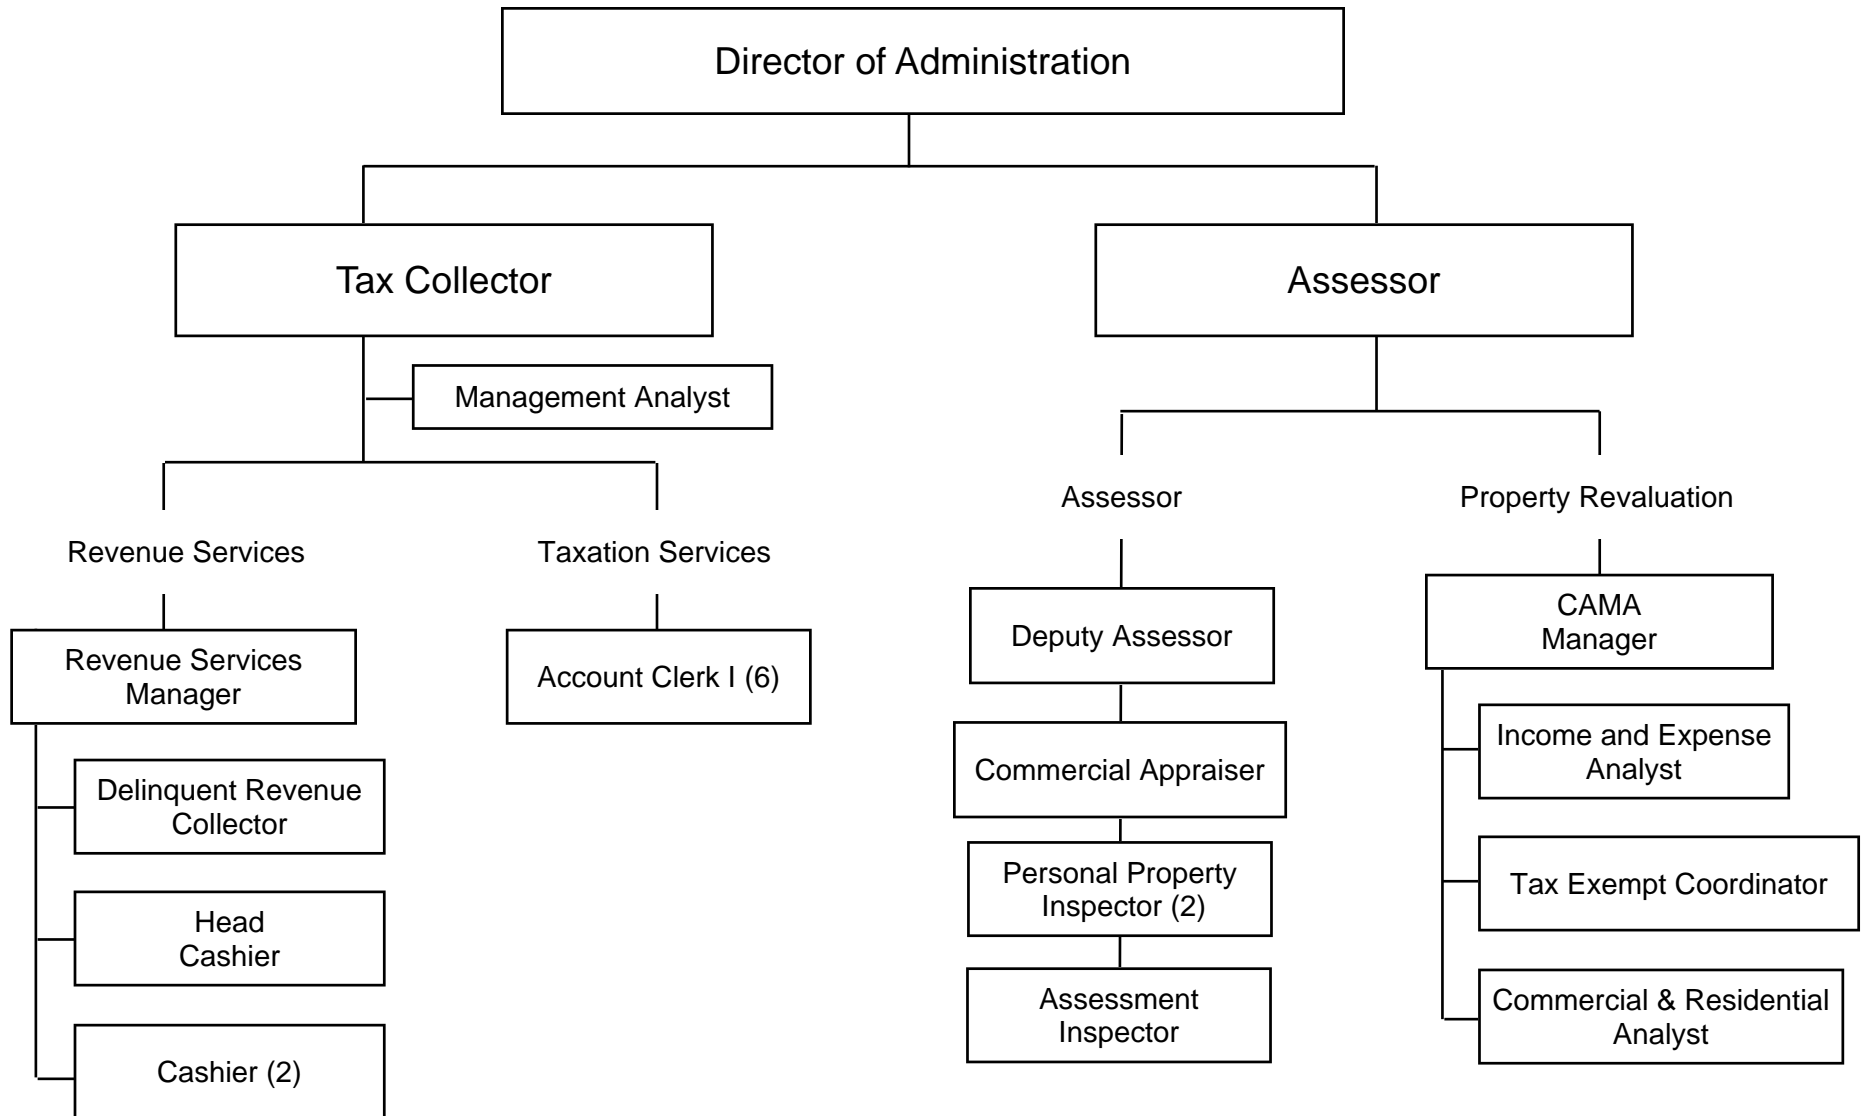 Director of Administration
Tax Collector
Assessor
Management Analyst
Assessor
Property Revaluation
Revenue Services
Taxation Services
CAMA
Manager
Deputy Assessor
Revenue Services
Manager
Account Clerk I (6)
Income and Expense
Analyst
Commercial Appraiser
Delinquent Revenue
Collector
Personal Property
Inspector (2)
Tax Exempt Coordinator
Head
Cashier
Assessment
Inspector
Commercial & Residential
Analyst
Cashier (2)